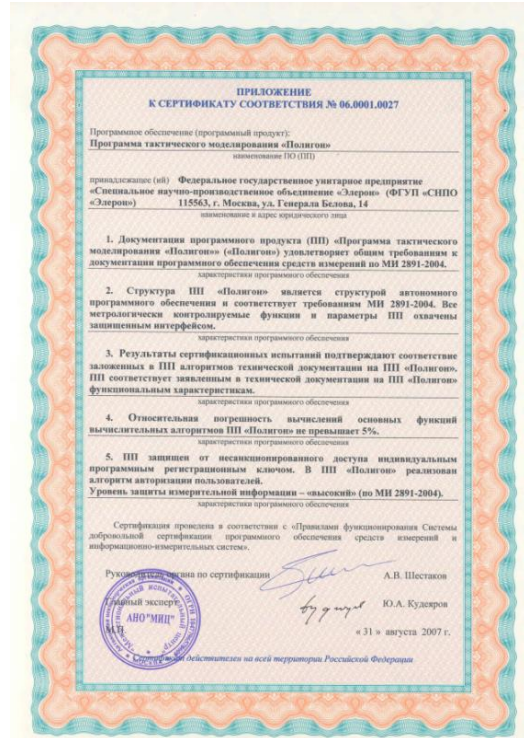 ПРИЛОЖЕНИЕ
К СЕРТИФИКАТУ СООТВЕТСТВИЯ № 06.0001.0027
Программное обеспечение (программный продукт):
Программа тактического моделирования «Полигон»
наименование ПО (ПП)
принадлежащее (ий) Федеральное государственное унитарное предприятие
«Специальное научно-производственное объединение «Элерон» (ФГУП «СНПО
«Элерон») 115563, г. Москва, ул. Генерала Белова, 14
наименование и адрес юридического лица
1. Документация программного продукта (ПП) «Программа тактического
моделирования «Полигон»» («Полигон») удовлетворяет общим требованиям к
документации программного обеспечения средств измерений по МИ 2891-2004.
характеристики программного обеспечения
2. Структура ПП «Полигон» является структурой автономного
программного обеспечения и соответствует требованиям МИ 2891-2004. Все
метрологически контролируемые функции и параметры ПП охвачены
защищенным интерфейсом.
характеристики программного обеспечения
3. Результаты сертификационных испытаний подтверждают соответствие
заложенных в ПП алгоритмов технической документации на ПП «Полигон».
ПП соответствует заявленным в технической документации на ПП «Полигон»
функциональным характеристикам.
характеристики программного обеспечения
4. Относительная погрешность вычислений основных функций
вычислительных алгоритмов ПП «Полигон» не превышает 5%.
характеристики программного обеспечения
5. ПП защищен от несанкционированного доступа индивидуальным
программным регистрационным ключом. В ПП «Полигон» реализован
алгоритм авторизации пользователей.
Уровень защиты измерительной информации – «высокий» (по МИ 2891-2004).
характеристики программного обеспечения
Сертификация проведена в соответствии с «Правилами функционирования Системы
добровольной сертификации программного обеспечения средств измерений и
информационно-измерительных систем».
Руководитель органа по сертификации А.В. Шестаков
Главный эксперт Ю.А. Кудеяров
АНО "МИЦ"
М.П. « 31 » августа 2007 г.
Сертификат действителен на всей территории Российской Федерации